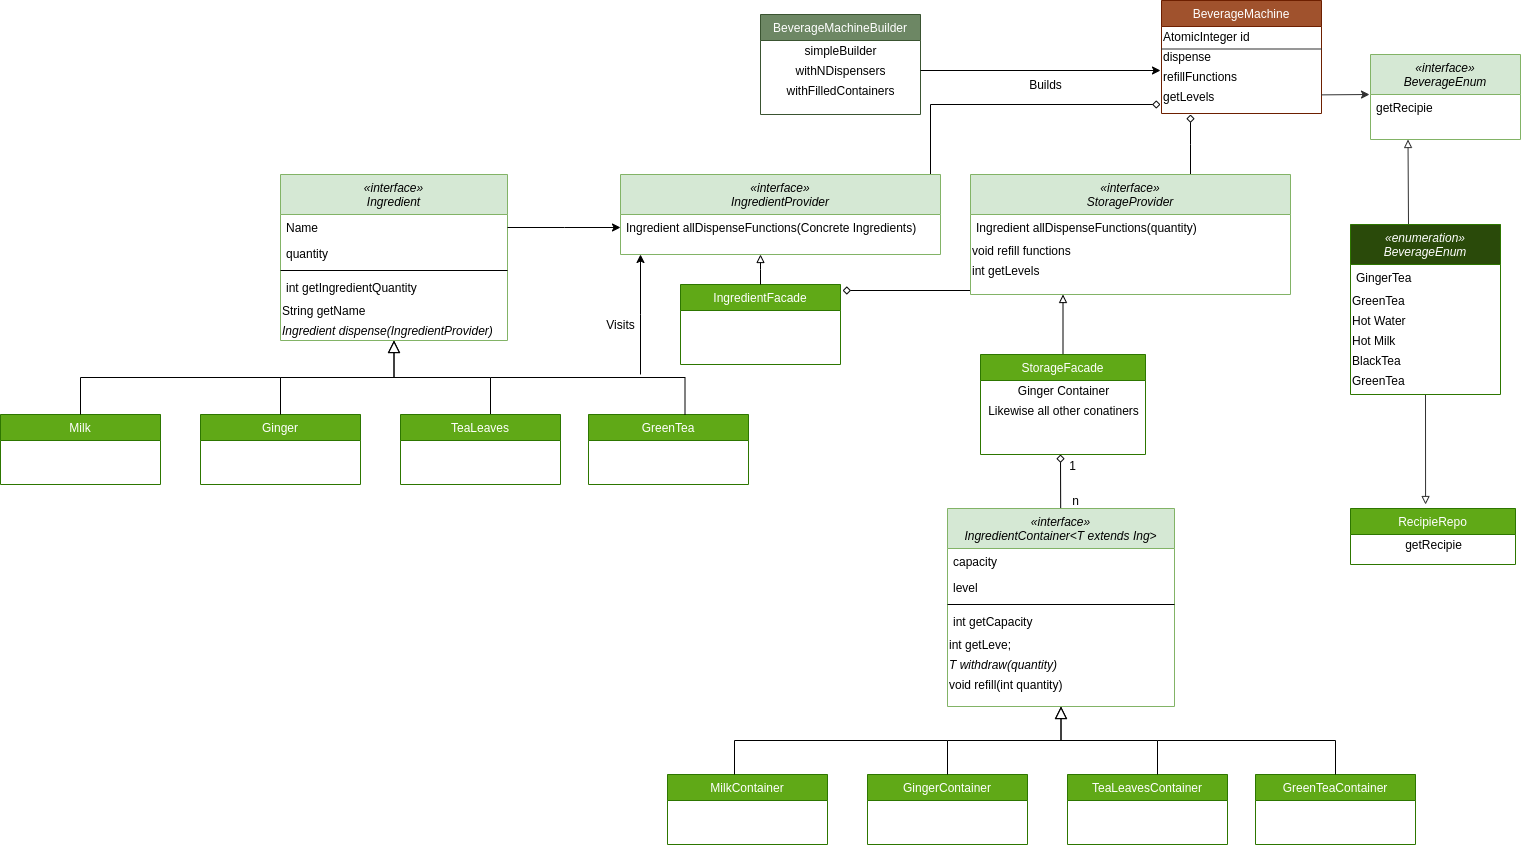 BeverageMachineBuilder
simpleBuilder
withNDispensers
withFilledContainers
Builds
BeverageMachine
AtomicInteger id
dispense
refillFunctions
getLevels
«interface»
BeverageEnum
getRecipie
«interface»
Ingredient
Name
quantity
int getIngredientQuantity
String getName
Ingredient dispense(IngredientProvider)
«interface»
IngredientProvider
Ingredient allDispenseFunctions(Concrete Ingredients)
«interface»
StorageProvider
Ingredient allDispenseFunctions(quantity)
void refill functions
int getLevels
«enumeration»
BeverageEnum
GingerTea
GreenTea
Hot Water
Hot Milk
BlackTea
GreenTea
Visits
IngredientFacade
StorageFacade
Ginger Container
Likewise all other conatiners
Milk
Ginger
TeaLeaves
GreenTea
1
n
«interface»
IngredientContainer<T extends Ing>
capacity
level
int getCapacity
int getLeve;
T withdraw(quantity)
void refill(int quantity)
RecipieRepo
getRecipie
MilkContainer
GingerContainer
TeaLeavesContainer
GreenTeaContainer